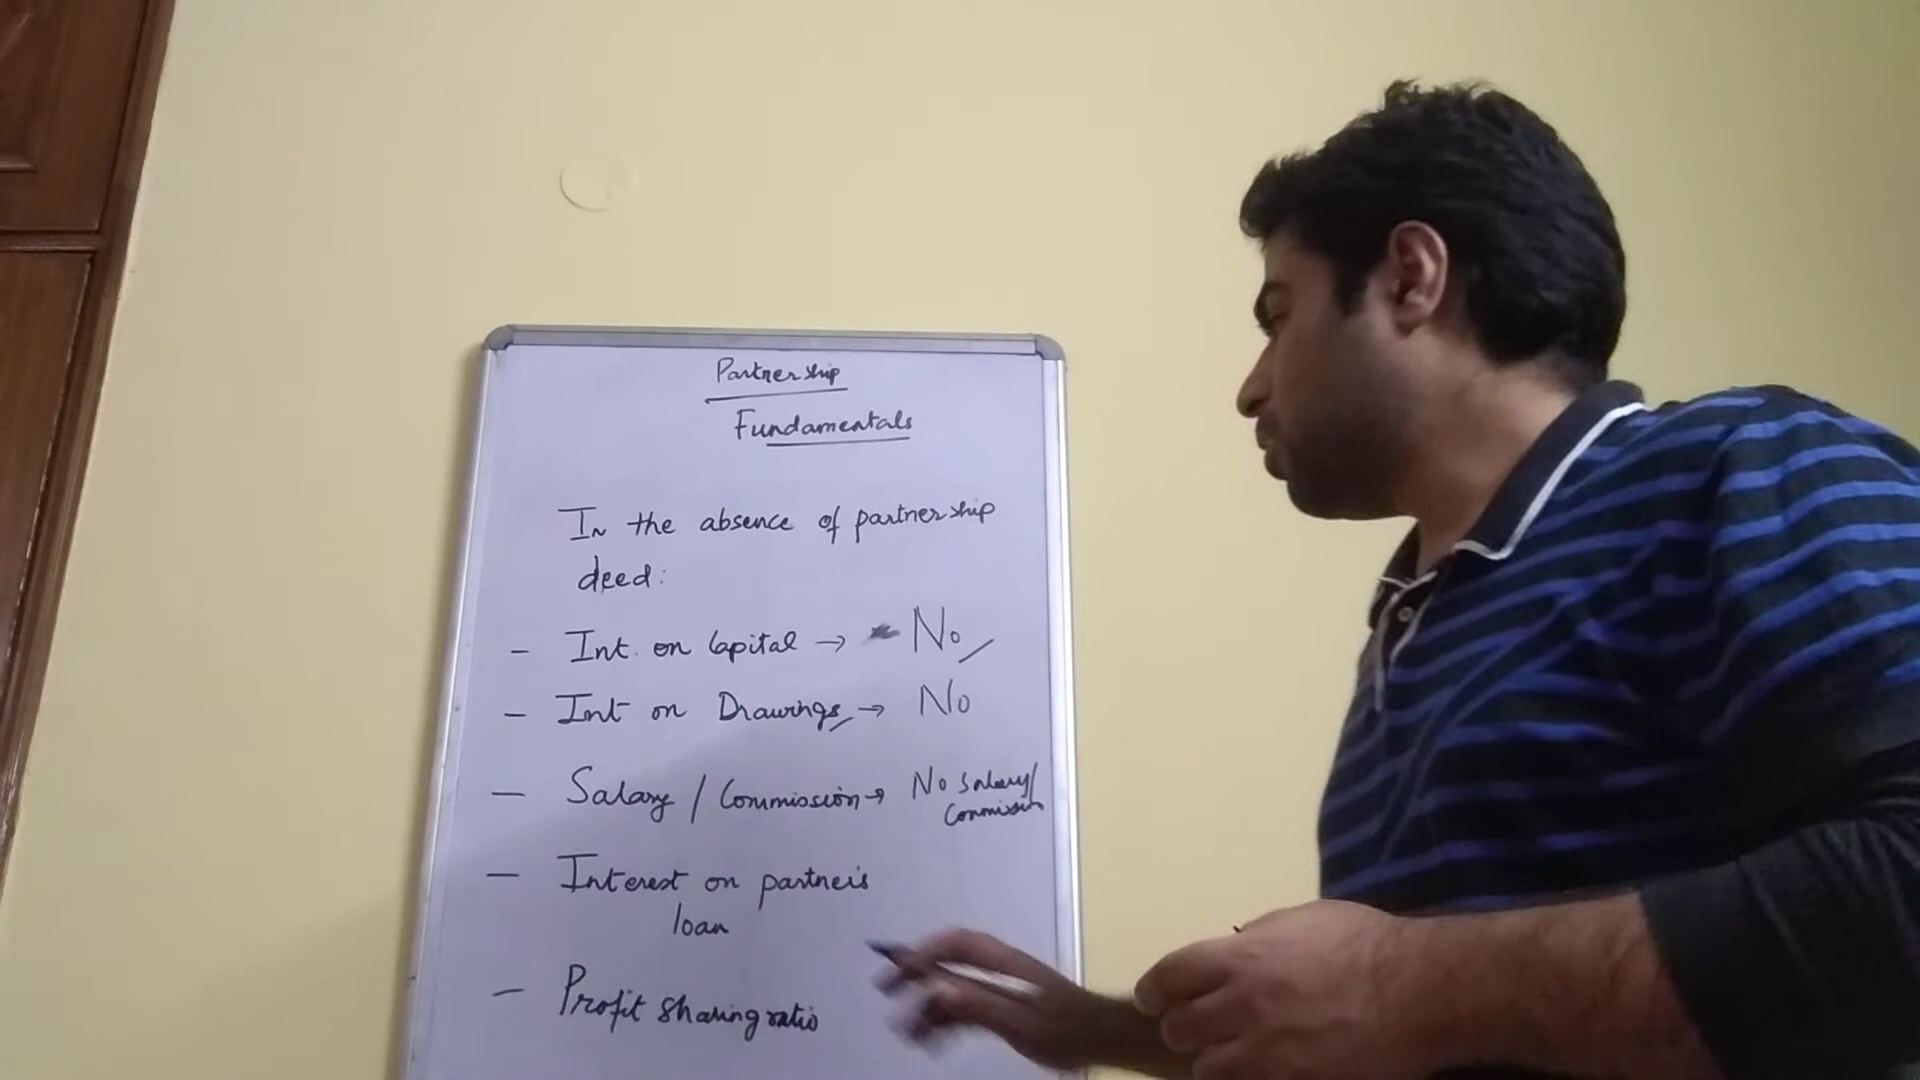 Partnership
Fundamentals
In the absence of partnership
deed:
- Int. on Capital → No
- Int on Drawings → No
- Salary / Commission → No Salary/
Commission
- Interest on partner's
loan
- Profit sharing ratio